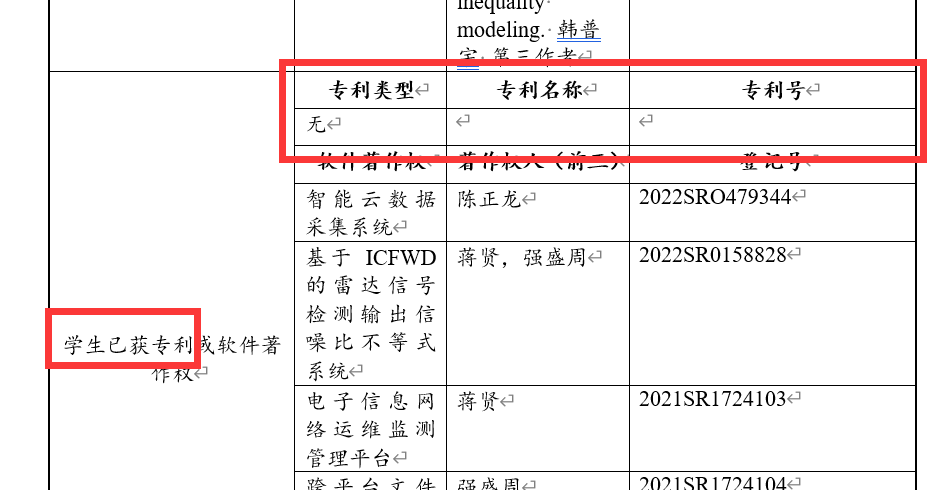 inequality
modeling. 韩普
宇 第三作者
专利类型 专利名称 专利号
无
软件著作权 著作权人（前三） 登记号
智能云数据
采集系统
陈正龙
2022SRO479344
基于 ICFWD
的雷达信号
检测输出信
噪比不等式
系统
蒋贤，强盛周
2022SR0158828
学生已获专利或软件著
作权
电子信息网
络运维监测
管理平台
蒋贤
2021SR1724103
跨平台文件
强盛周
2021SR1724104